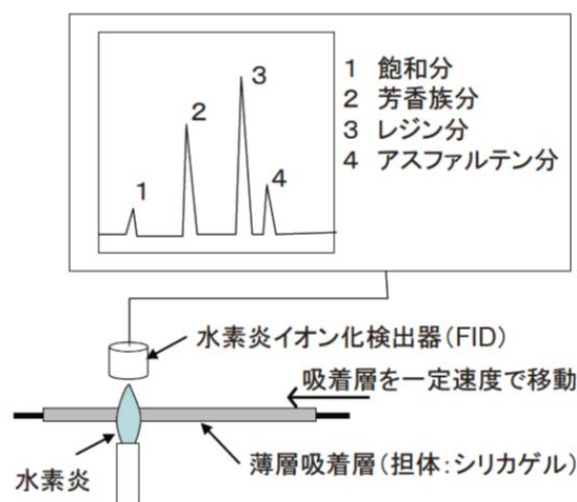 1 飽和分
2 芳香族分
3 レジン分
4 アスファルテン分
1
2
3
4
水素炎イオン化検出器(FID)
吸着層を一定速度で移動
水素炎
薄層吸着層(担体:シリカゲル)